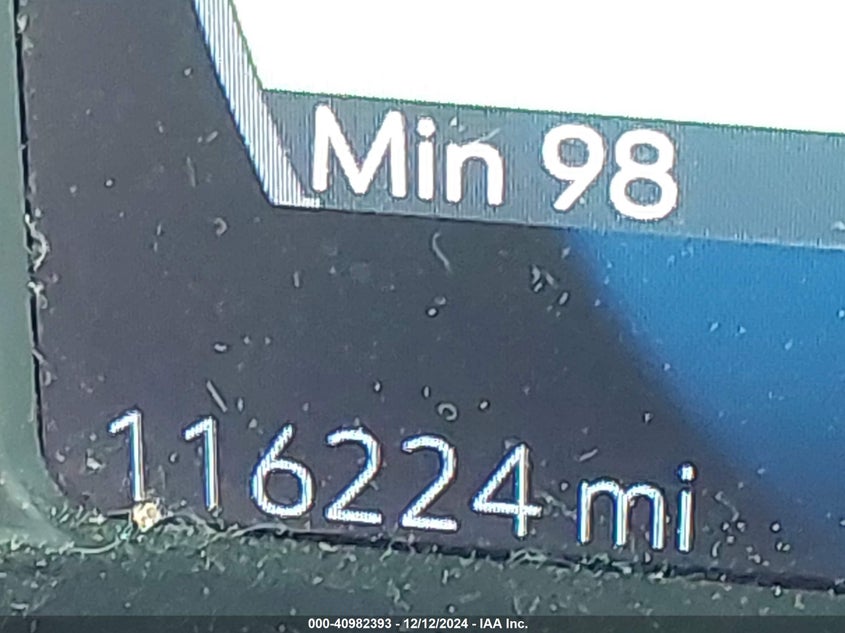 Min 98
116224 mi
000-40982393 - 12/12/2024 - IAA Inc.